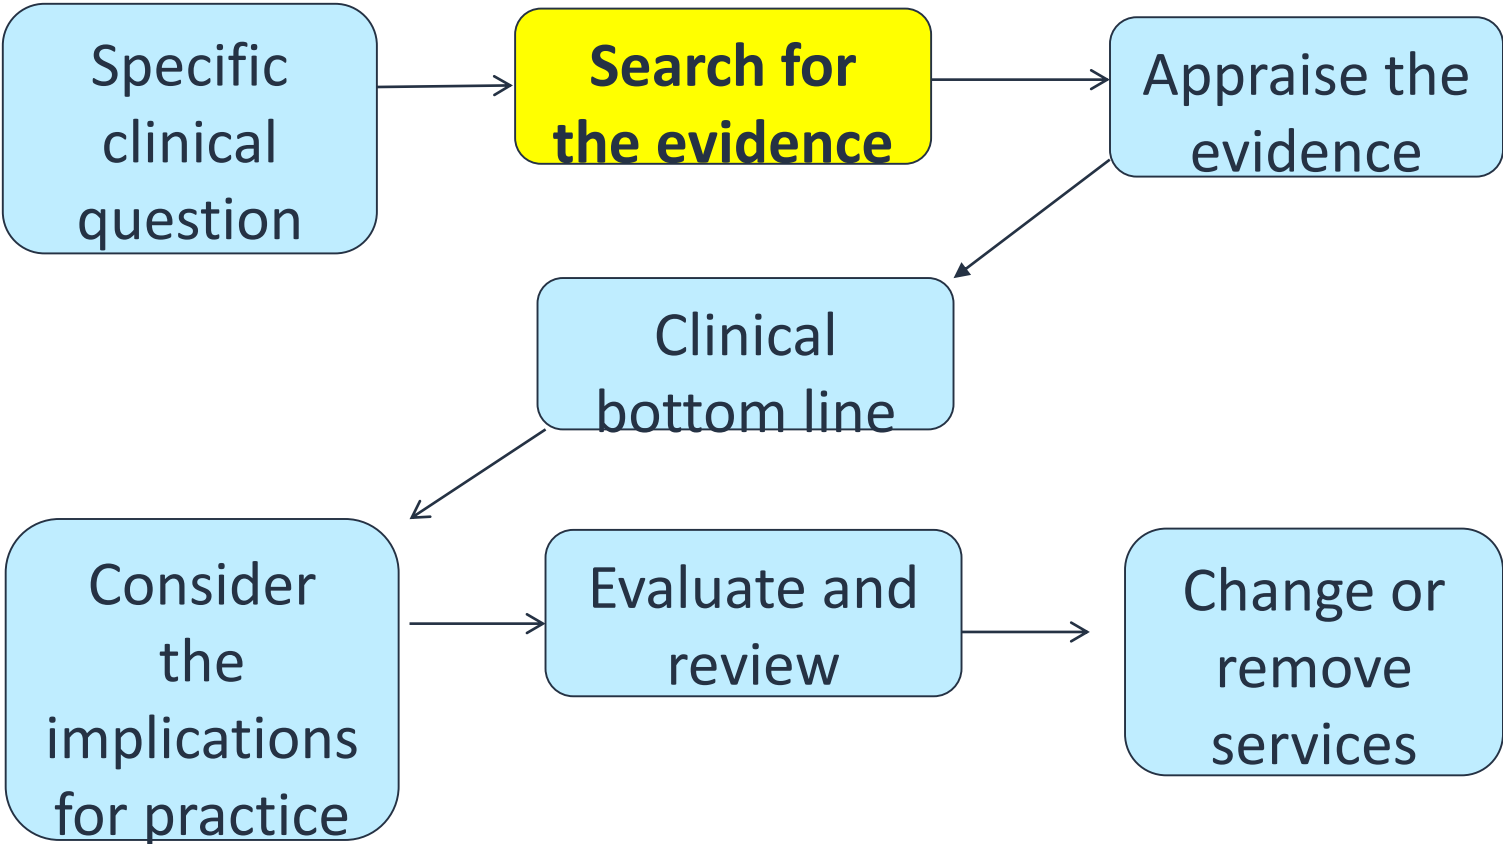 Specific
clinical
question
Search for
the evidence
Appraise the
evidence
Clinical
bottom line
Consider
the
implications
for practice
Evaluate and
review
Change or
remove
services